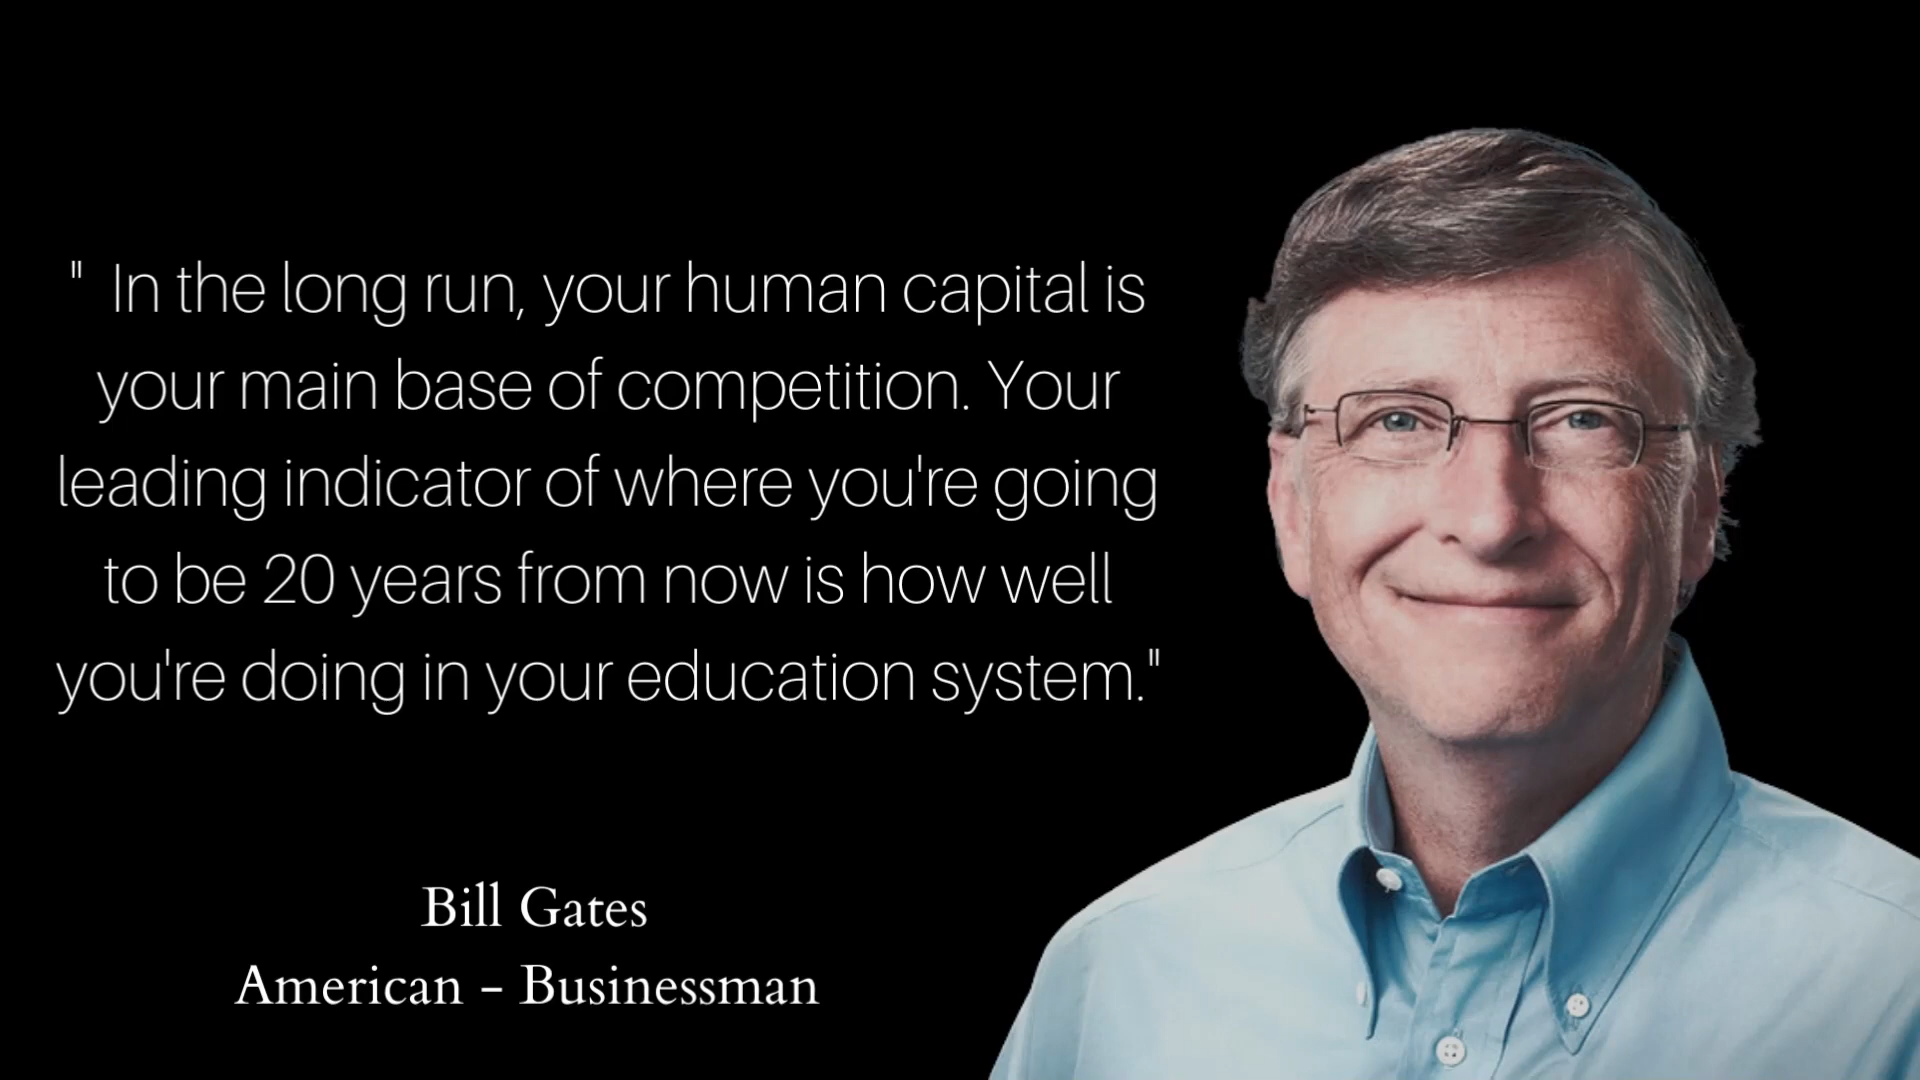 " In the long run, your human capital is
your main base of competition. Your
leading indicator of where you're going
to be 20 years from now is how well
you're doing in your education system."
Bill Gates
American - Businessman